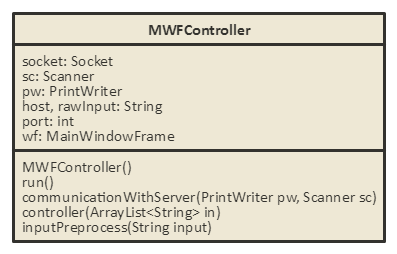 MWFController
socket: Socket
sc: Scanner
pw: PrintWriter
host, rawInput: String
port: int
wf: MainWindowFrame
MWFController()
run()
communicationWithServer(PrintWriter pw, Scanner sc)
controller(ArrayList<String> in)
inputPreprocess(String input)